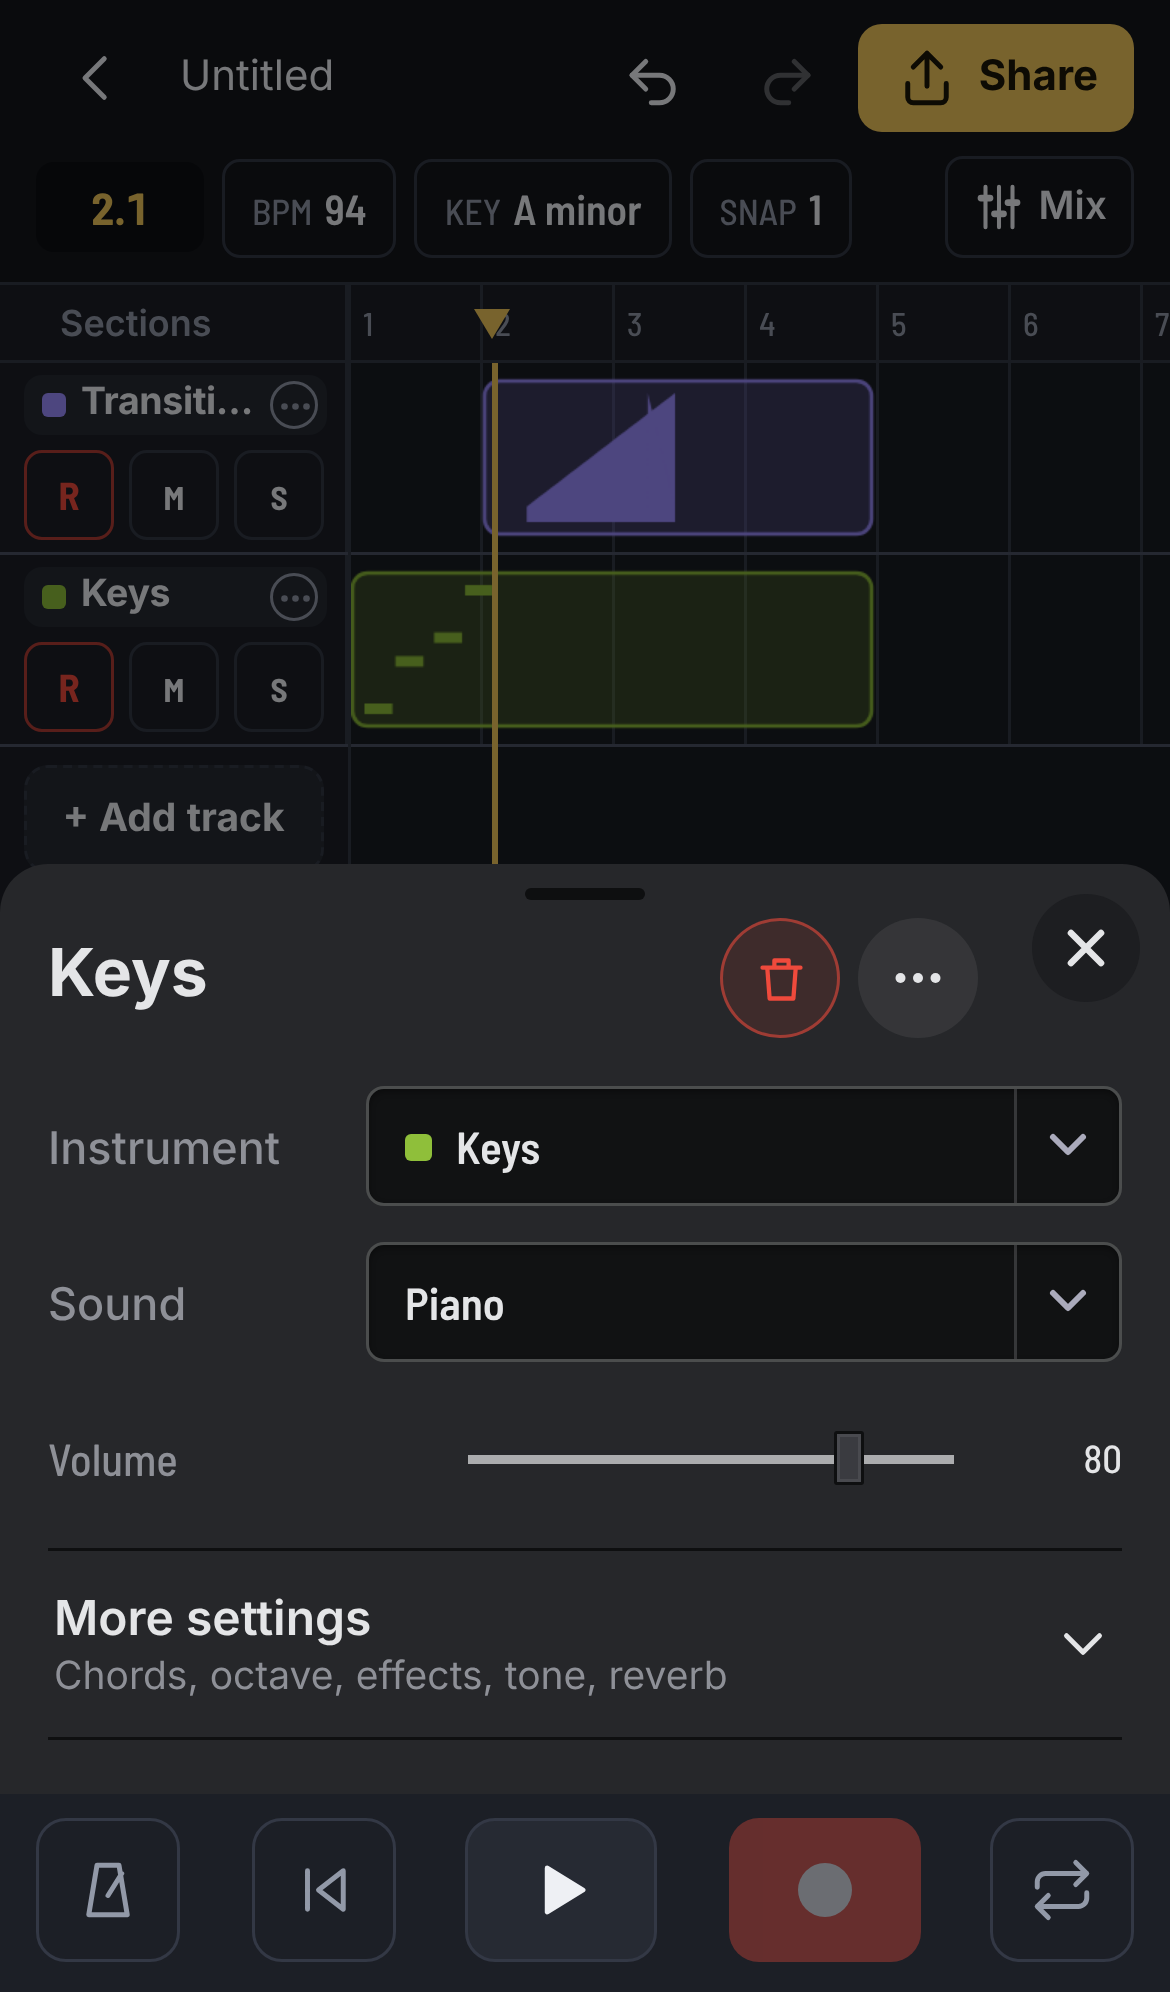 Untitled
Share
2.1
BPM 94
KEY A minor
SNAP 1
Mix
Sections
1 2 3 4 5 6 7
Transiti...
R M S
Keys
R M S
+ Add track
Keys
Instrument
Keys
Sound
Piano
Volume
80
More settings
Chords, octave, effects, tone, reverb